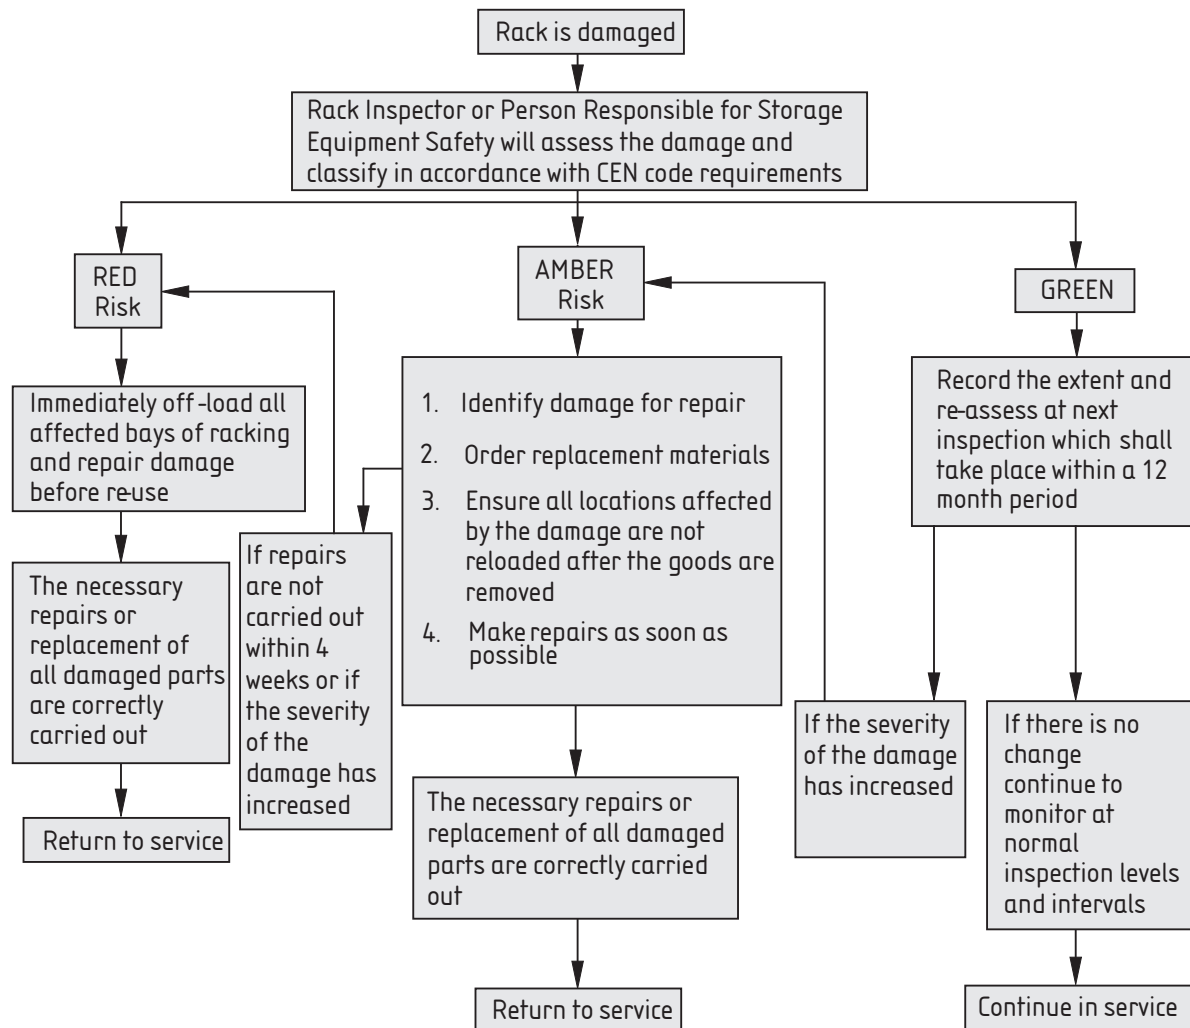 Rack is damaged
Rack Inspector or Person Responsible for Storage
Equipment Safety will assess the damage and
classify in accordance with CEN code requirements
RED
Risk
AMBER
Risk
GREEN
Immediately off-load all
affected bays of racking
and repair damage
before re-use
The necessary
repairs or
replacement of
all damaged parts
are correctly
carried out
Return to service
If repairs
are not
carried out
within 4
weeks or if
the severity
of the
damage has
increased
1. Identify damage for repair
2. Order replacement materials
3. Ensure all locations affected
by the damage are not
reloaded after the goods are
removed
4. Make repairs as soon as
possible
The necessary repairs or
replacement of all damaged
parts are correctly carried
out
Return to service
Record the extent and
re-assess at next
inspection which shall
take place within a 12
month period
If the severity
of the damage
has increased
If there is no
change
continue to
monitor at
normal
inspection levels
and intervals
Continue in service